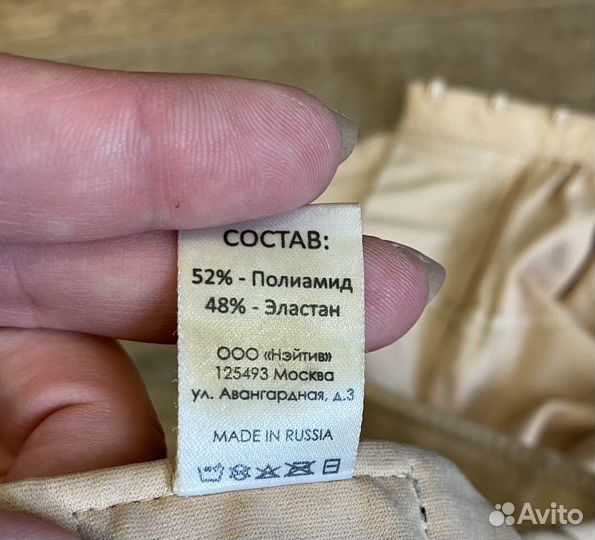 СОСТАВ:
52% - Полиамид
48% - Эластан
ООО «Нэйтив»
125493 Москва
ул. Авангардная, д.3
MADE IN RUSSIA
Avito